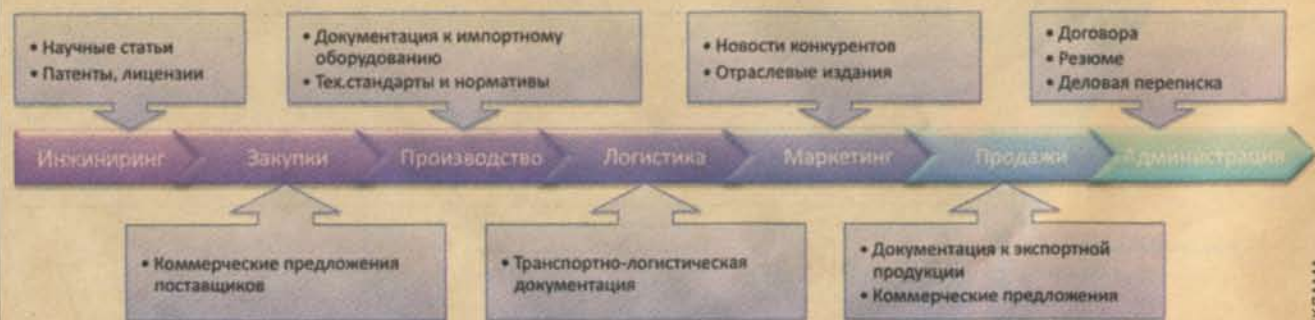 • Научные статьи
• Патенты, лицензии
• Документация к импортному
оборудованию
• Тех.стандарты и нормативы
• Новости конкурентов
• Отраслевые издания
• Договора
• Резюме
• Деловая переписка
Инжиниринг
Закупки
Производство
Логистика
Маркетинг
Продажи
Администрация
• Коммерческие предложения
поставщиков
• Транспортно-логистическая
документация
• Документация к экспортной
продукции
• Коммерческие предложения